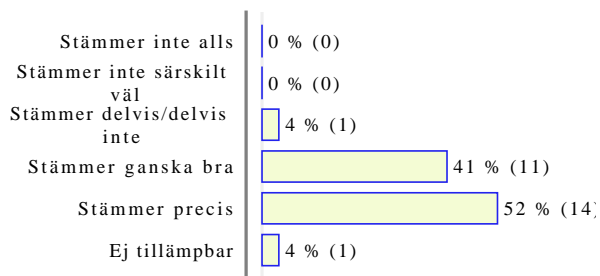 Stämmer inte alls 0 % (0)
Stämmer inte särskilt
väl 0 % (0)
Stämmer delvis/delvis
inte 4 % (1)
Stämmer ganska bra 41 % (11)
Stämmer precis 52 % (14)
Ej tillämpbar 4 % (1)